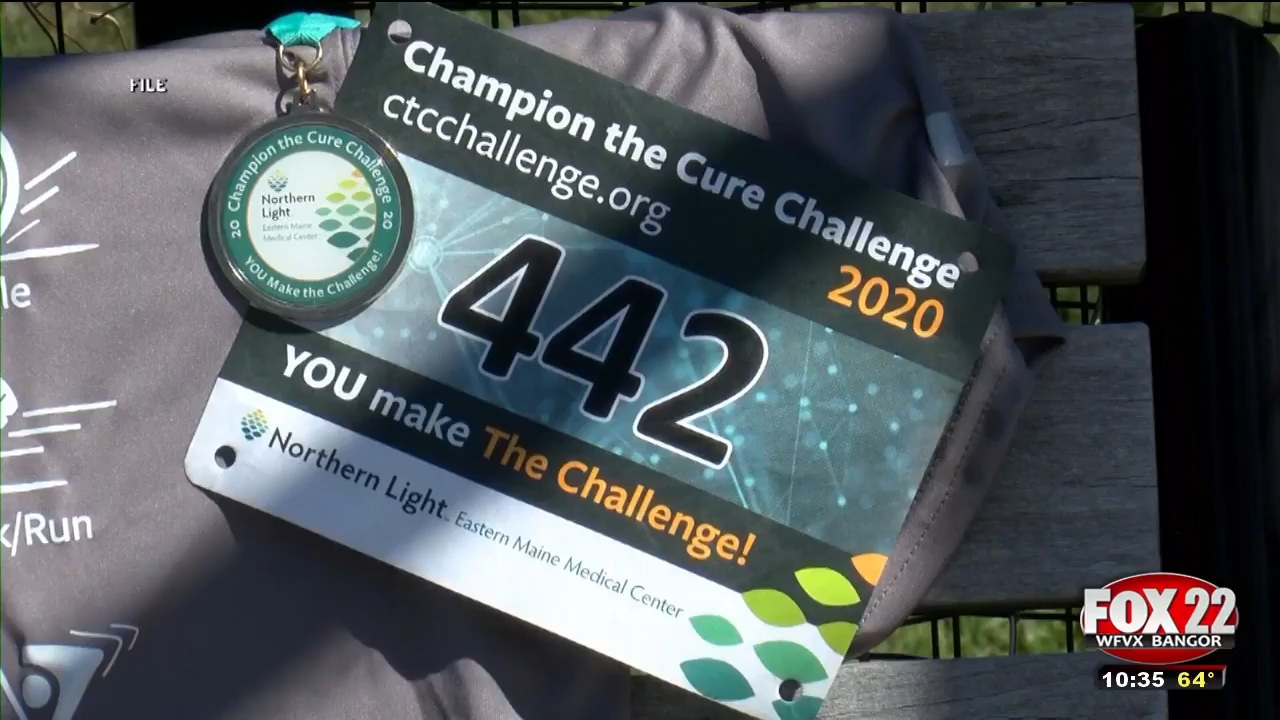 FILE
Champion the Cure Challenge
ctcchallenge.org
2020
442
YOU make The Challenge!
Northern Light
Eastern Maine Medical Center
Champion the Cure Challenge
20 20
Northern
Light
Eastern Maine
Medical Center
YOU Make the Challenge!
le
k/Run
FOX 22
WFVX BANGOR
10:35 64°